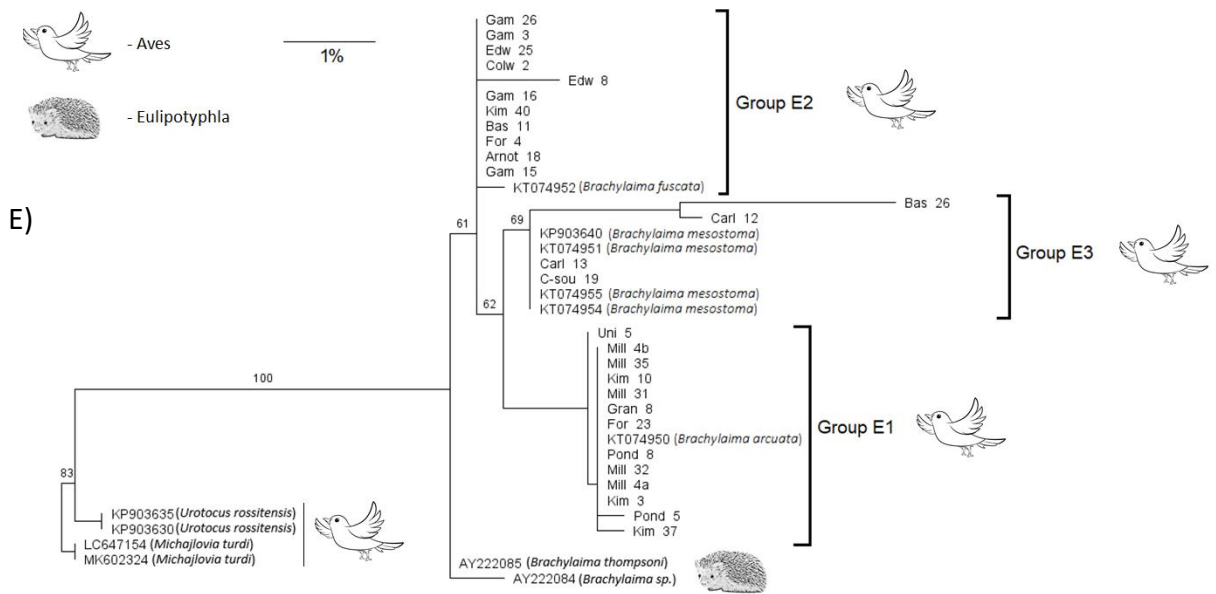 - Aves
1%
- Eulipotyphla
E)
Gam 26
Gam 3
Edw 25
Colw 2
Edw 8
Gam 16
Kim 40
Bas 11
For 4
Arnot 18
Gam 15
KT074952 (Brachylaima fuscata)
Group E2
61
69
Bas 26
Carl 12
KP903640 (Brachylaima mesostoma)
KT074951 (Brachylaima mesostoma)
Carl 13
C-sou 19
KT074955 (Brachylaima mesostoma)
KT074954 (Brachylaima mesostoma)
Group E3
62
Uni 5
Mill 4b
Mill 35
Kim 10
Mill 31
Gran 8
For 23
KT074950 (Brachylaima arcuata)
Pond 8
Mill 32
Mill 4a
Kim 3
Pond 5
Kim 37
Group E1
100
83
KP903635 (Urotocus rossitensis)
KP903630 (Urotocus rossitensis)
LC647154 (Michajlovia turdi)
MK602324 (Michajlovia turdi)
AY222085 (Brachylaima thompsoni)
AY222084 (Brachylaima sp.)